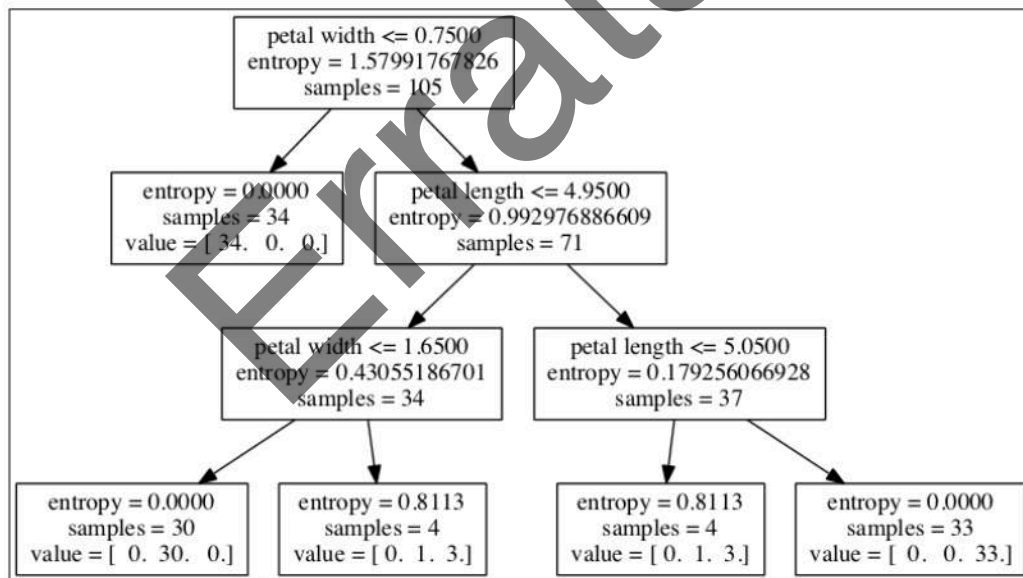 petal width <= 0.7500
entropy = 1.57991767826
samples = 105
entropy = 0.0000
samples = 34
value = [ 34. 0. 0.]
petal length <= 4.9500
entropy = 0.992976886609
samples = 71
petal width <= 1.6500
entropy = 0.43055186701
samples = 34
petal length <= 5.0500
entropy = 0.179256066928
samples = 37
entropy = 0.0000
samples = 30
value = [ 0. 30. 0.]
entropy = 0.8113
samples = 4
value = [ 0. 1. 3.]
entropy = 0.8113
samples = 4
value = [ 0. 1. 3.]
entropy = 0.0000
samples = 33
value = [ 0. 0. 33.]